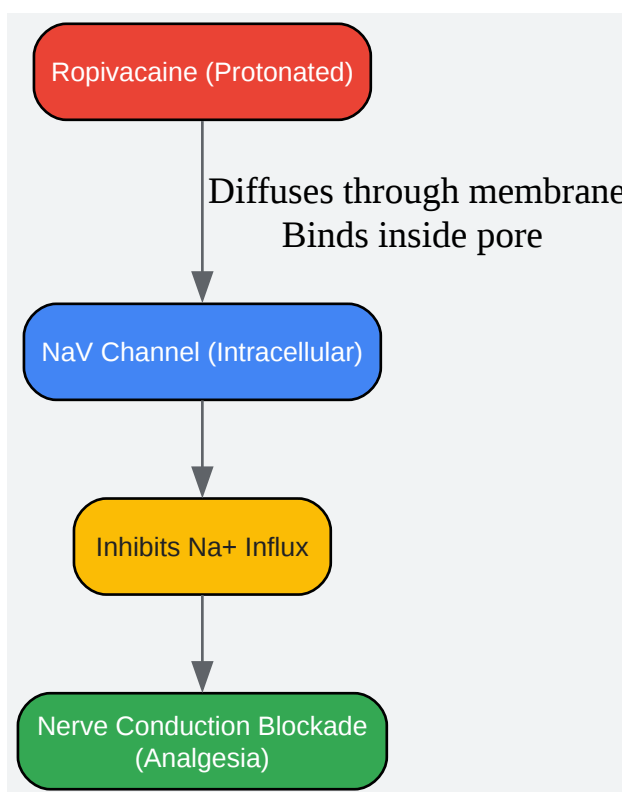 Ropivacaine (Protonated)
Diffuses through membrane
Binds inside pore
NaV Channel (Intracellular)
Inhibits Na+ Influx
Nerve Conduction Blockade
(Analgesia)